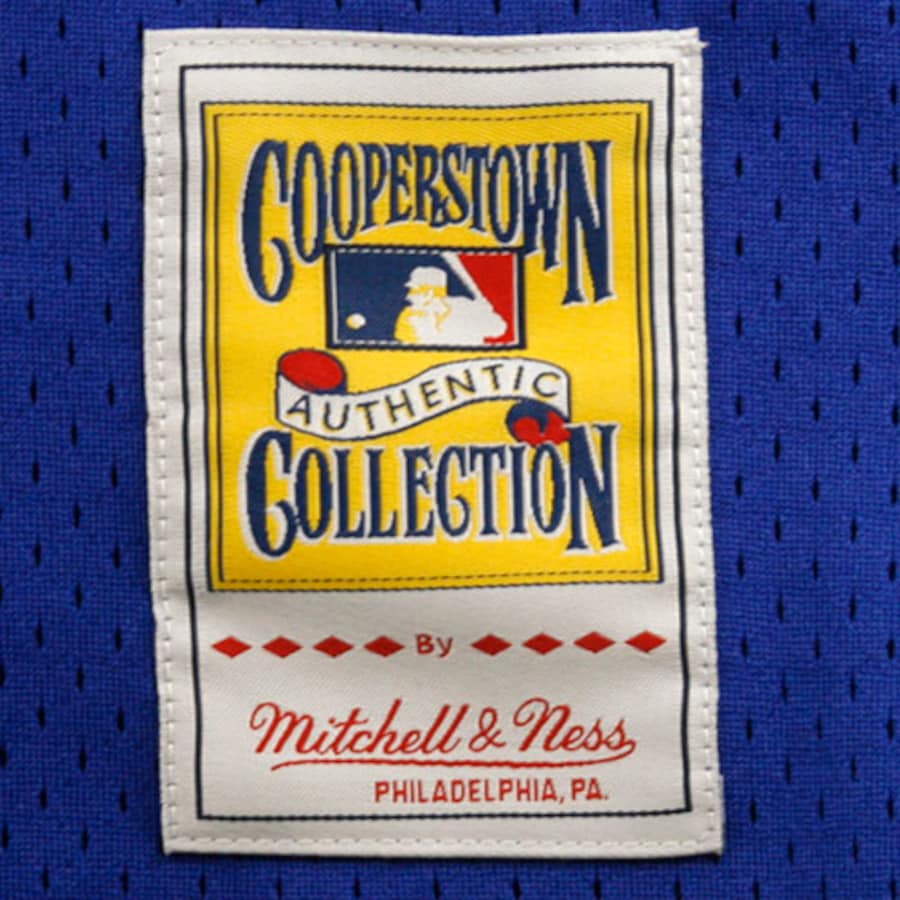 COOPERSTOWN
AUTHENTIC
COLLECTION
By
Mitchell & Ness
PHILADELPHIA, PA.